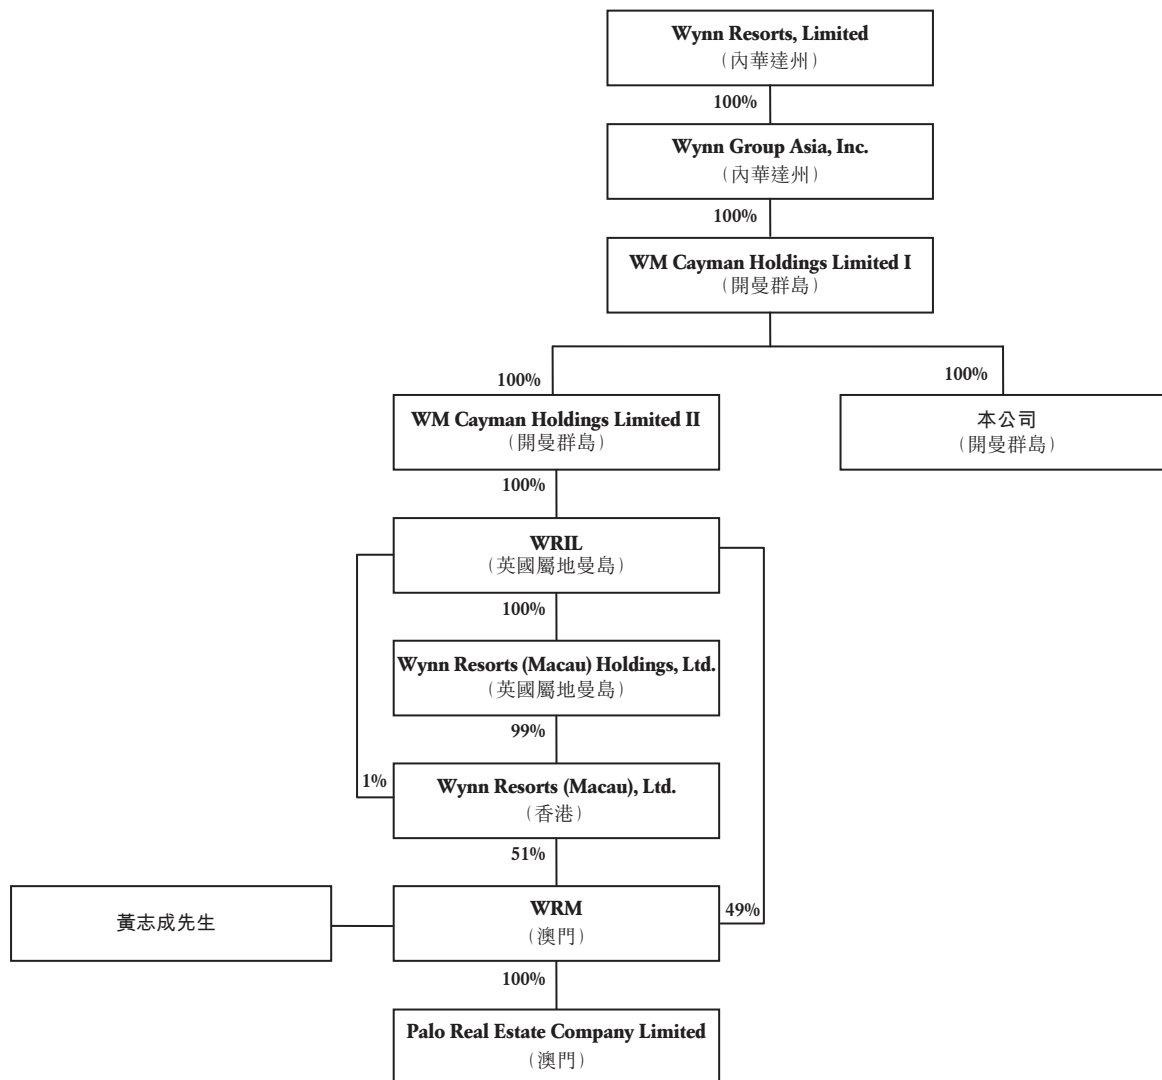 Wynn Resorts, Limited
（內華達州）
100%
Wynn Group Asia, Inc.
（內華達州）
100%
WM Cayman Holdings Limited I
（開曼群島）
100%
100%
WM Cayman Holdings Limited II
（開曼群島）
本公司
（開曼群島）
100%
WRIL
（英國屬地曼島）
100%
Wynn Resorts (Macau) Holdings, Ltd.
（英國屬地曼島）
99%
1%
Wynn Resorts (Macau), Ltd.
（香港）
51%
黃志成先生
WRM
（澳門）
49%
100%
Palo Real Estate Company Limited
（澳門）